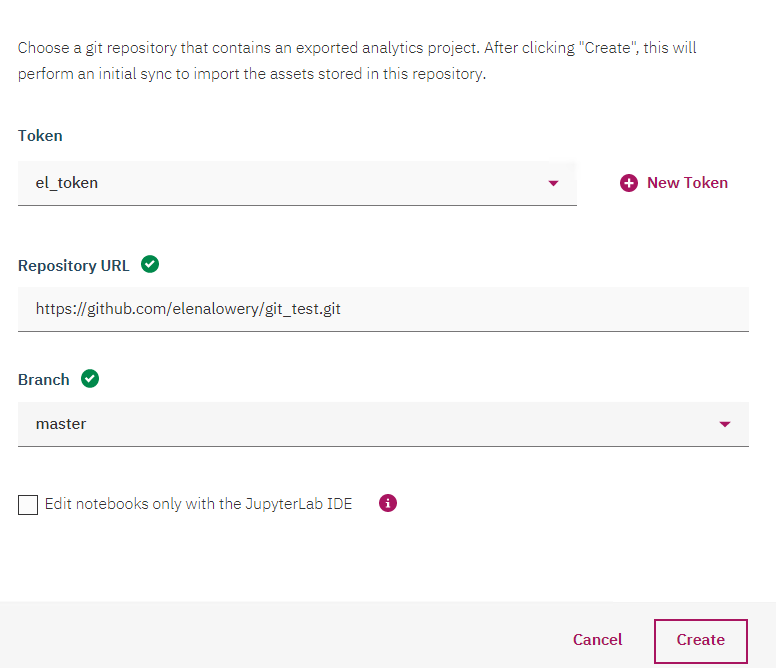 Choose a git repository that contains an exported analytics project. After clicking "Create", this will
perform an initial sync to import the assets stored in this repository.
Token
el_token
New Token
Repository URL
https://github.com/elenalowery/git_test.git
Branch
master
Edit notebooks only with the JupyterLab IDE
Cancel
Create